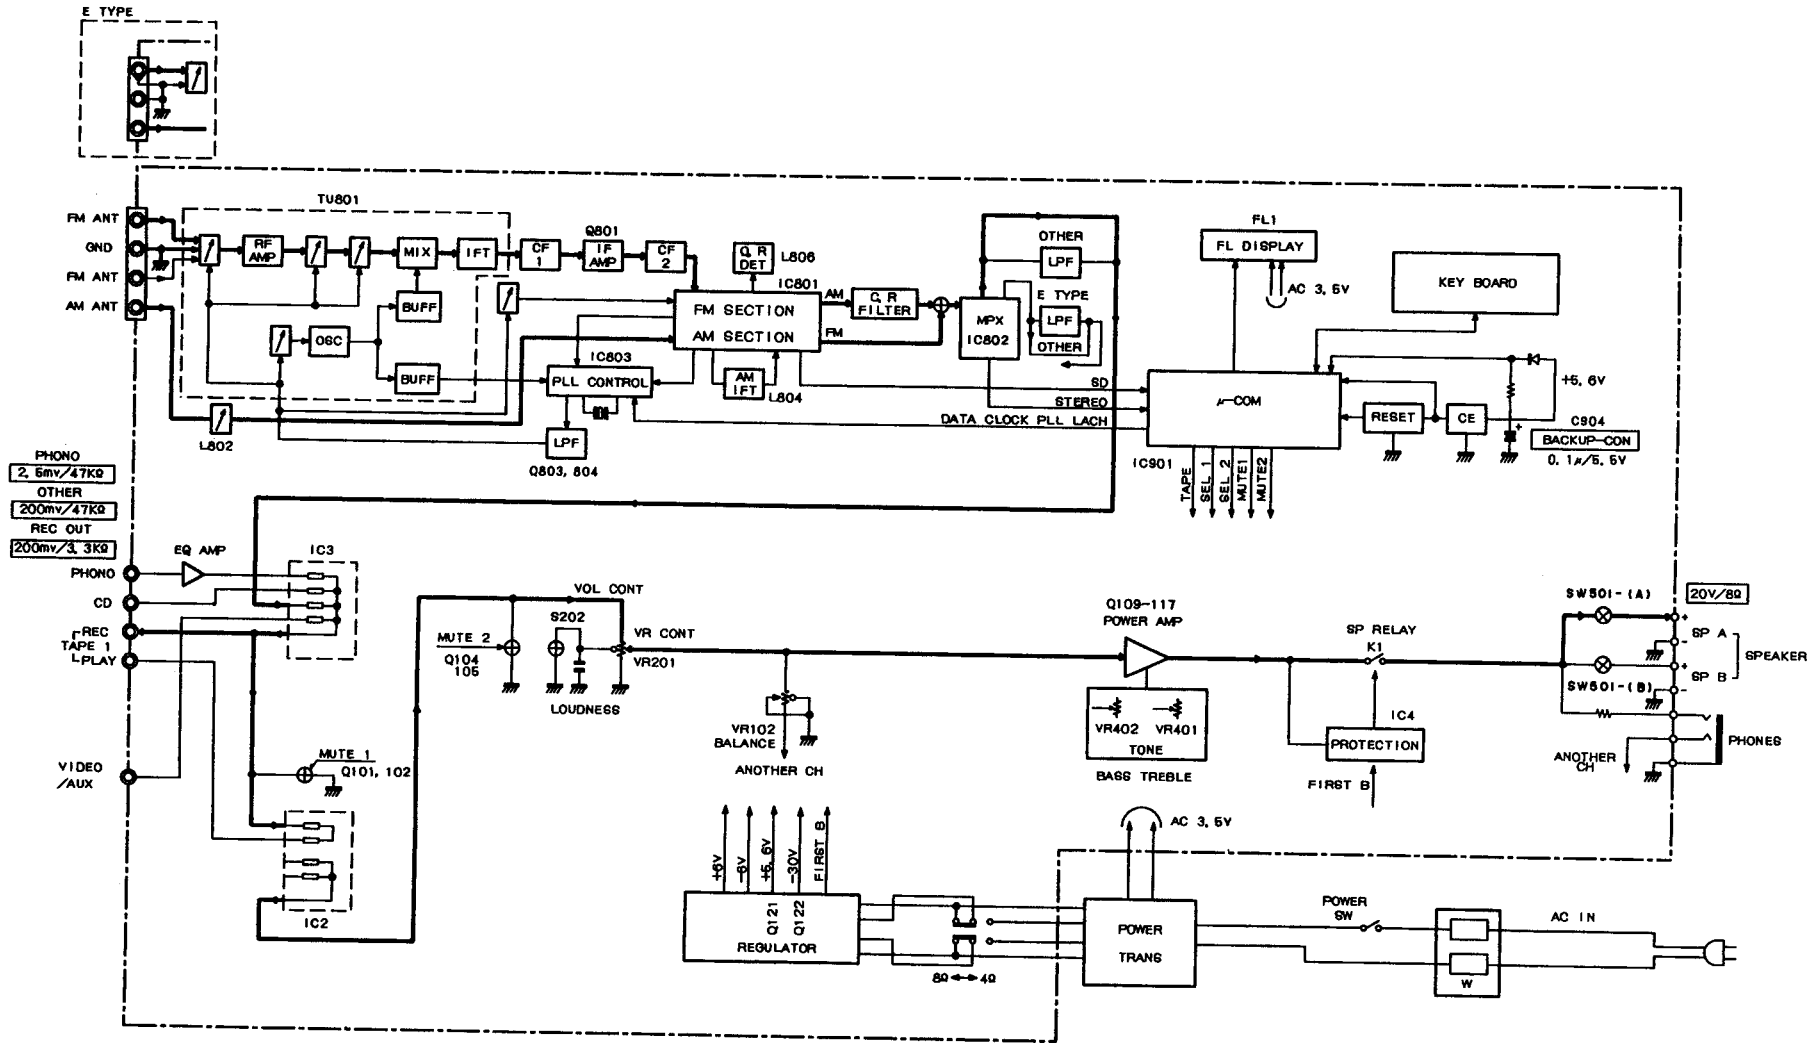 E TYPE
TU801
FM ANT
GND
FM ANT
AM ANT
RF
AMP
MIX
IFT
CF
1
Q801
IF
AMP
CF
2
Q.R
DET
L806
IC801
FM SECTION
AM SECTION
AM
FM
Q.R
FILTER
MPX
IC802
OTHER
LPF
E TYPE
LPF
OTHER
FL1
FL DISPLAY
AC 3.5V
KEY BOARD
BUFF
OSC
BUFF
IC803
PLL CONTROL
AM
IFT
L804
LPF
Q803, 804
L802
SD
STEREO
DATA CLOCK PLL LACH
μ-COM
IC901
RESET
CE
+5.6V
C904
BACKUP-CON
0.1μ/5.5V
TAPE
SEL 1
SEL 2
MUTE1
MUTE2
PHONO
2.5mv/47KΩ
OTHER
200mv/47KΩ
REC OUT
200mv/3.3KΩ
PHONO
EQ AMP
IC3
CD
REC
TAPE 1
PLAY
VIDEO
/AUX
MUTE 1
Q101, 102
IC2
VOL CONT
MUTE 2
Q104
105
S202
LOUDNESS
VR CONT
VR201
VR102
BALANCE
ANOTHER CH
Q109-117
POWER AMP
VR402
VR401
TONE
BASS TREBLE
SP RELAY
K1
IC4
PROTECTION
FIRST B
SW501-(A)
20V/8Ω
+
-
SP A
SPEAKER
+
SP B
-
SW501-(B)
PHONES
ANOTHER
CH
+6V
-6V
+5.6V
-30V
FIRST B
Q121
Q122
REGULATOR
8Ω
4Ω
AC 3.5V
POWER
TRANS
POWER
SW
AC IN
W